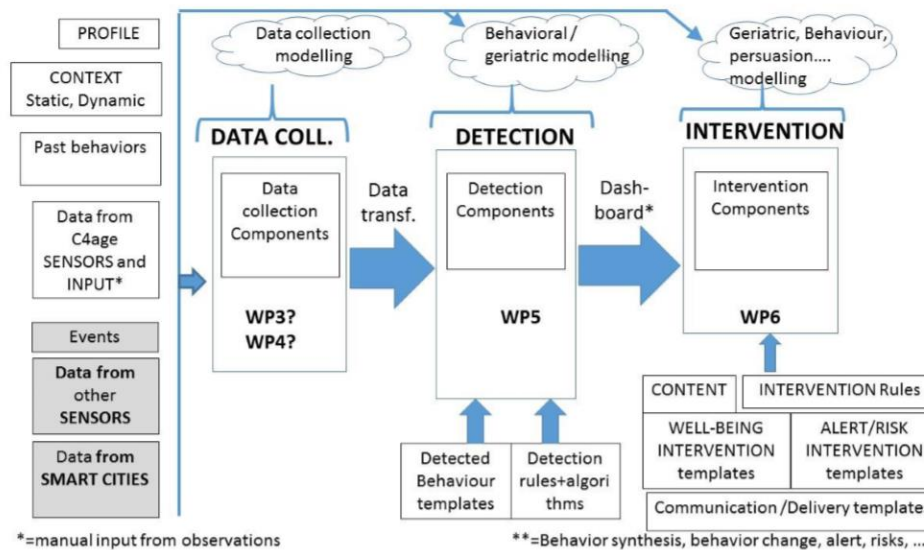 PROFILE
CONTEXT
Static, Dynamic
Past behaviors
Data from
C4age
SENSORS and
INPUT*
Events
Data from
other
SENSORS
Data from
SMART CITIES
Data collection
modelling
Behavioral/
geriatric modelling
Geriatric, Behaviour,
persuasion....
modelling
DATA COLL.
Data
collection
Components
WP3?
WP4?
Data
transf.
DETECTION
Detection
Components
WP5
Dash-
board*
INTERVENTION
Intervention
Components
WP6
Detected
Behaviour
templates
Detection
rules+algori
thms
CONTENT
INTERVENTION Rules
WELL-BEING
INTERVENTION
templates
ALERT/RISK
INTERVENTION
templates
Communication/Delivery template
*=manual input from observations
**=Behavior synthesis, behavior change, alert, risks, ...